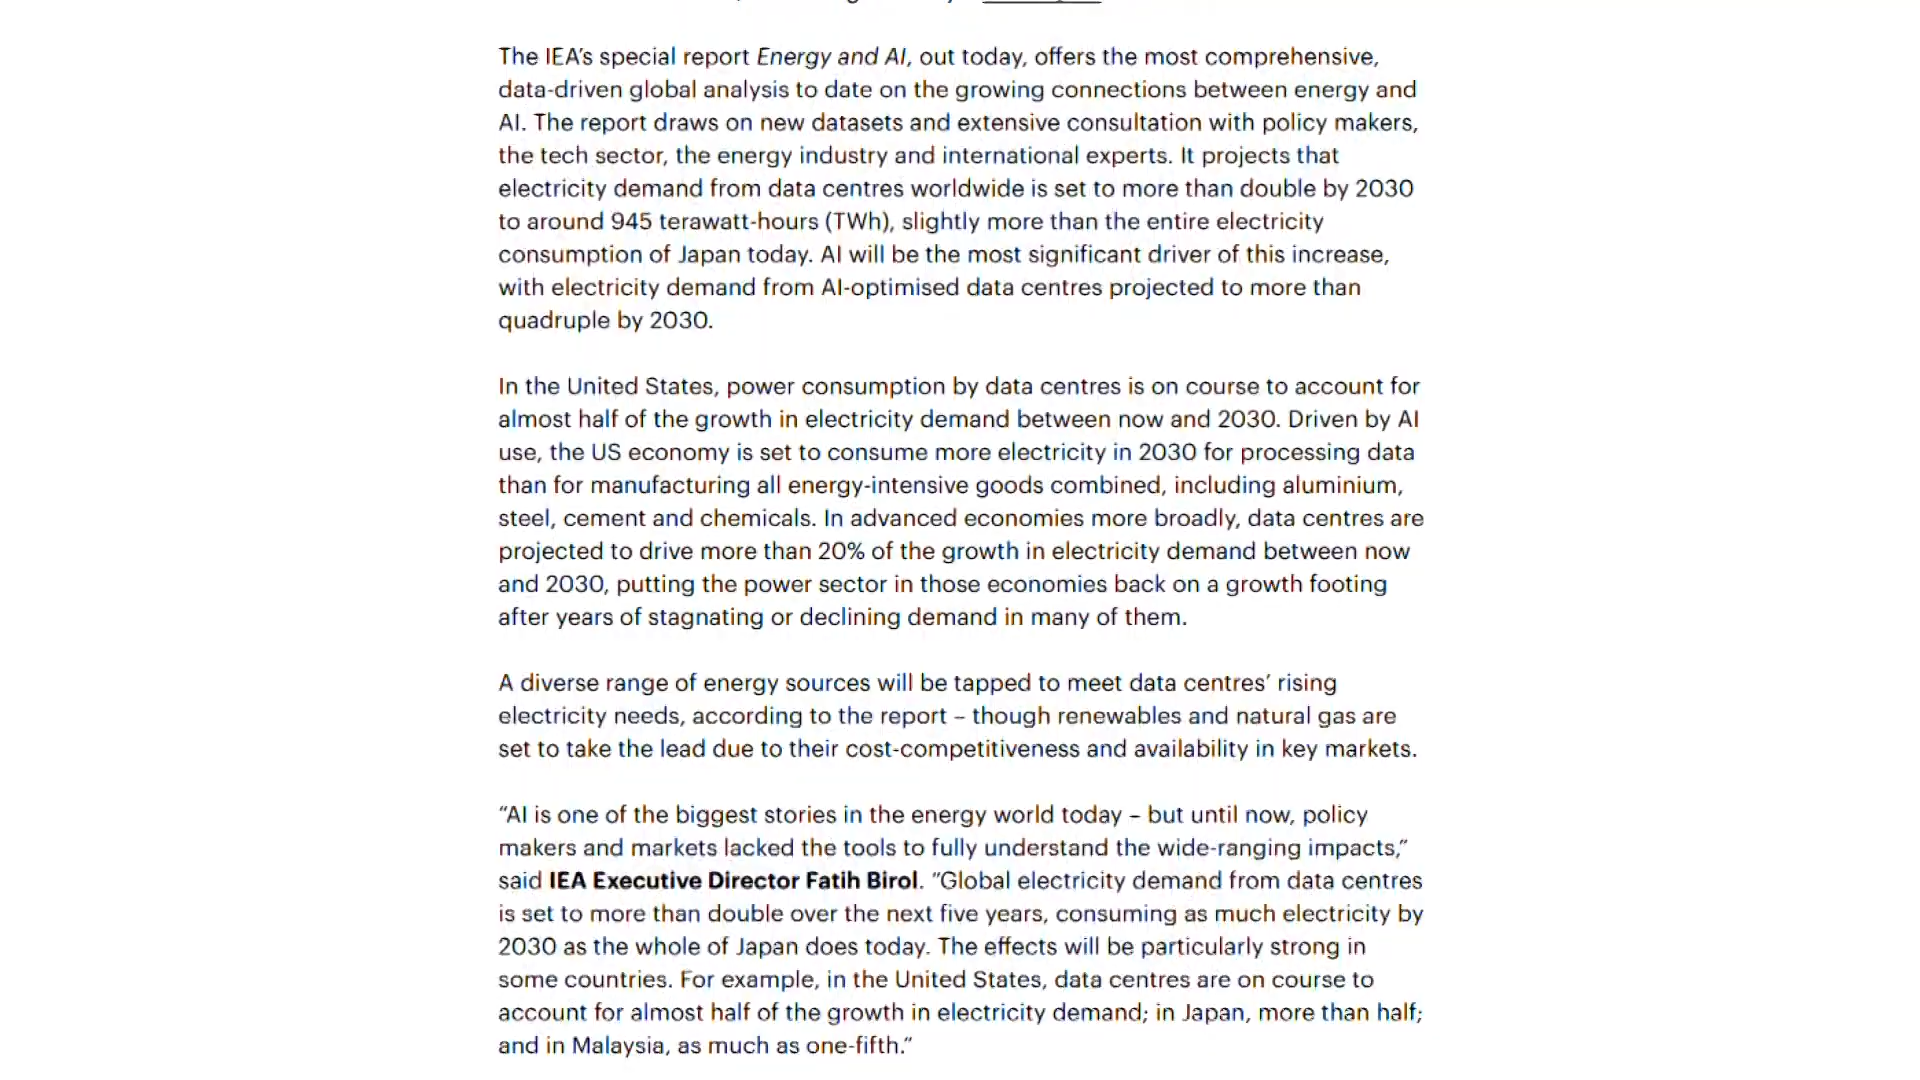 The IEA’s special report Energy and AI, out today, offers the most comprehensive,
data-driven global analysis to date on the growing connections between energy and
AI. The report draws on new datasets and extensive consultation with policy makers,
the tech sector, the energy industry and international experts. It projects that
electricity demand from data centres worldwide is set to more than double by 2030
to around 945 terawatt-hours (TWh), slightly more than the entire electricity
consumption of Japan today. AI will be the most significant driver of this increase,
with electricity demand from AI-optimised data centres projected to more than
quadruple by 2030.
In the United States, power consumption by data centres is on course to account for
almost half of the growth in electricity demand between now and 2030. Driven by AI
use, the US economy is set to consume more electricity in 2030 for processing data
than for manufacturing all energy-intensive goods combined, including aluminium,
steel, cement and chemicals. In advanced economies more broadly, data centres are
projected to drive more than 20% of the growth in electricity demand between now
and 2030, putting the power sector in those economies back on a growth footing
after years of stagnating or declining demand in many of them.
A diverse range of energy sources will be tapped to meet data centres’ rising
electricity needs, according to the report – though renewables and natural gas are
set to take the lead due to their cost-competitiveness and availability in key markets.
“AI is one of the biggest stories in the energy world today – but until now, policy
makers and markets lacked the tools to fully understand the wide-ranging impacts,”
said IEA Executive Director Fatih Birol. “Global electricity demand from data centres
is set to more than double over the next five years, consuming as much electricity by
2030 as the whole of Japan does today. The effects will be particularly strong in
some countries. For example, in the United States, data centres are on course to
account for almost half of the growth in electricity demand; in Japan, more than half;
and in Malaysia, as much as one-fifth.”